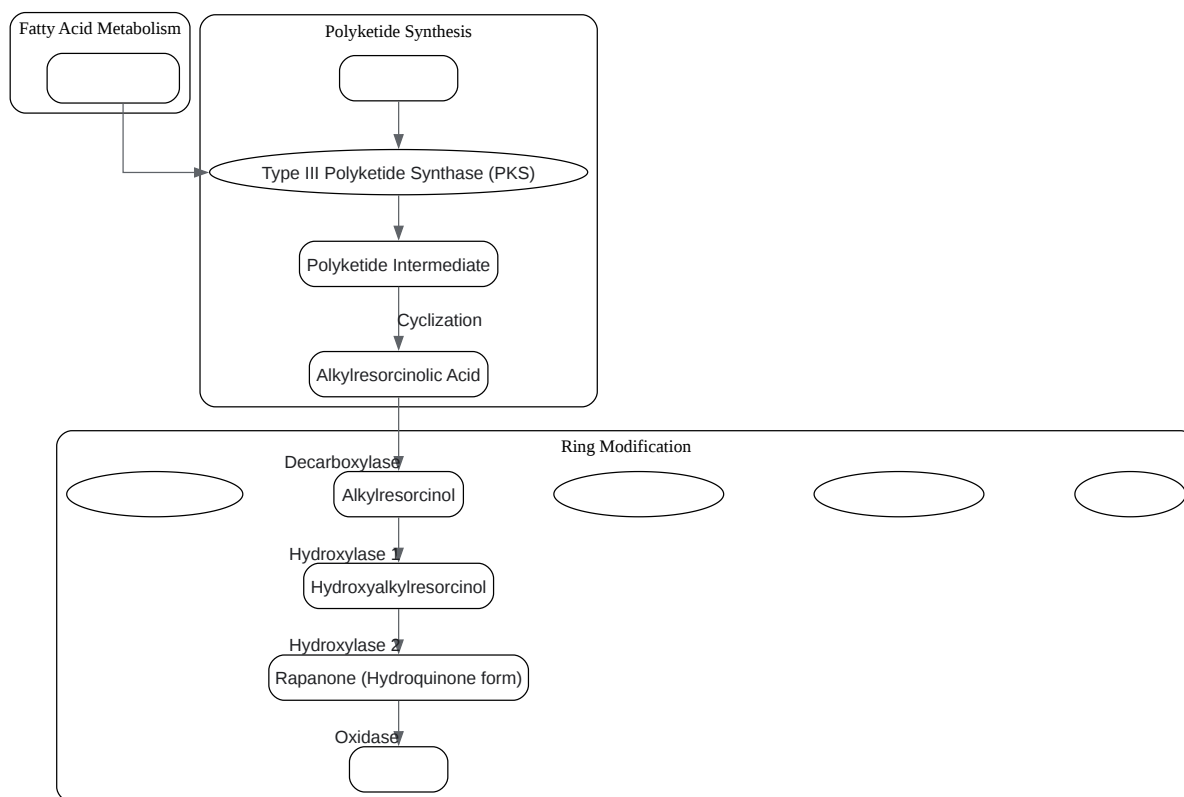 Fatty Acid Metabolism
Polyketide Synthesis
Type III Polyketide Synthase (PKS)
Polyketide Intermediate
Cyclization
Alkylresorcinolic Acid
Ring Modification
Decarboxylase
Alkylresorcinol
Hydroxylase 1
Hydroxyalkylresorcinol
Hydroxylase 2
Rapanone (Hydroquinone form)
Oxidase